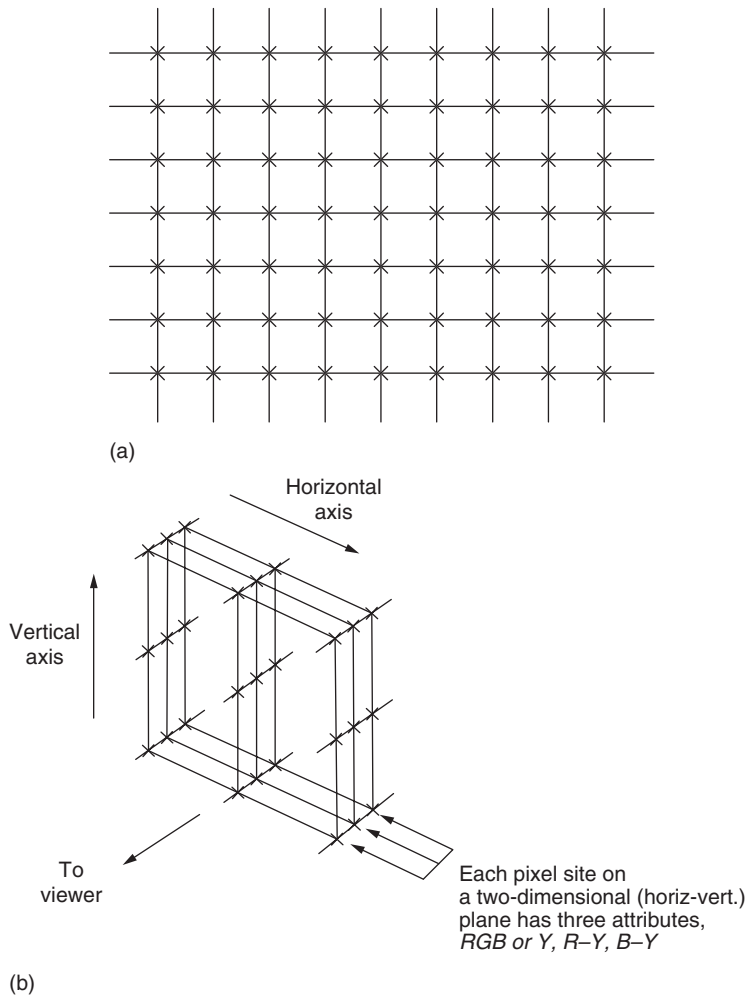 (a)
Horizontal
axis
Vertical
axis
To
viewer
Each pixel site on
a two-dimensional (horiz-vert.)
plane has three attributes,
RGB or Y, R–Y, B–Y
(b)